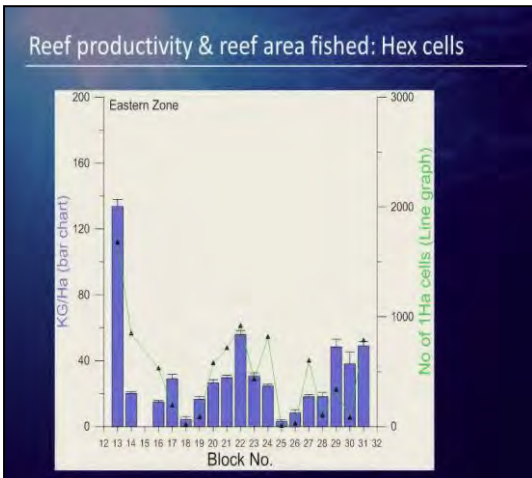 Reef productivity & reef area fished: Hex cells
Eastern Zone
200
160
120
80
40
0
KG/Ha (bar chart)
3000
2000
1000
0
No of 1Ha cells (Line graph)
12 13 14 15 16 17 18 19 20 21 22 23 24 25 26 27 28 29 30 31 32
Block No.